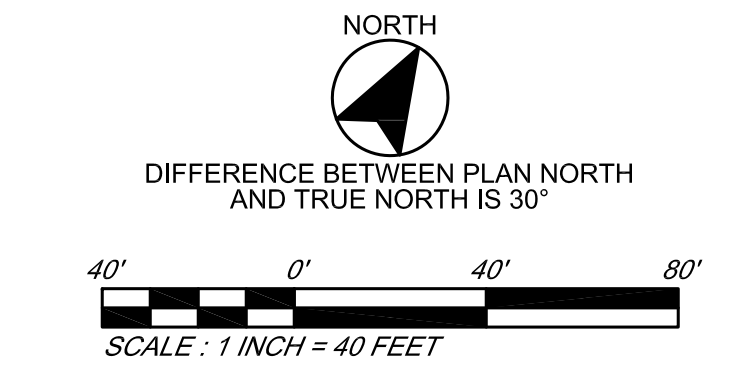 NORTH
DIFFERENCE BETWEEN PLAN NORTH
AND TRUE NORTH IS 30°
40' 0' 40' 80'
SCALE : 1 INCH = 40 FEET